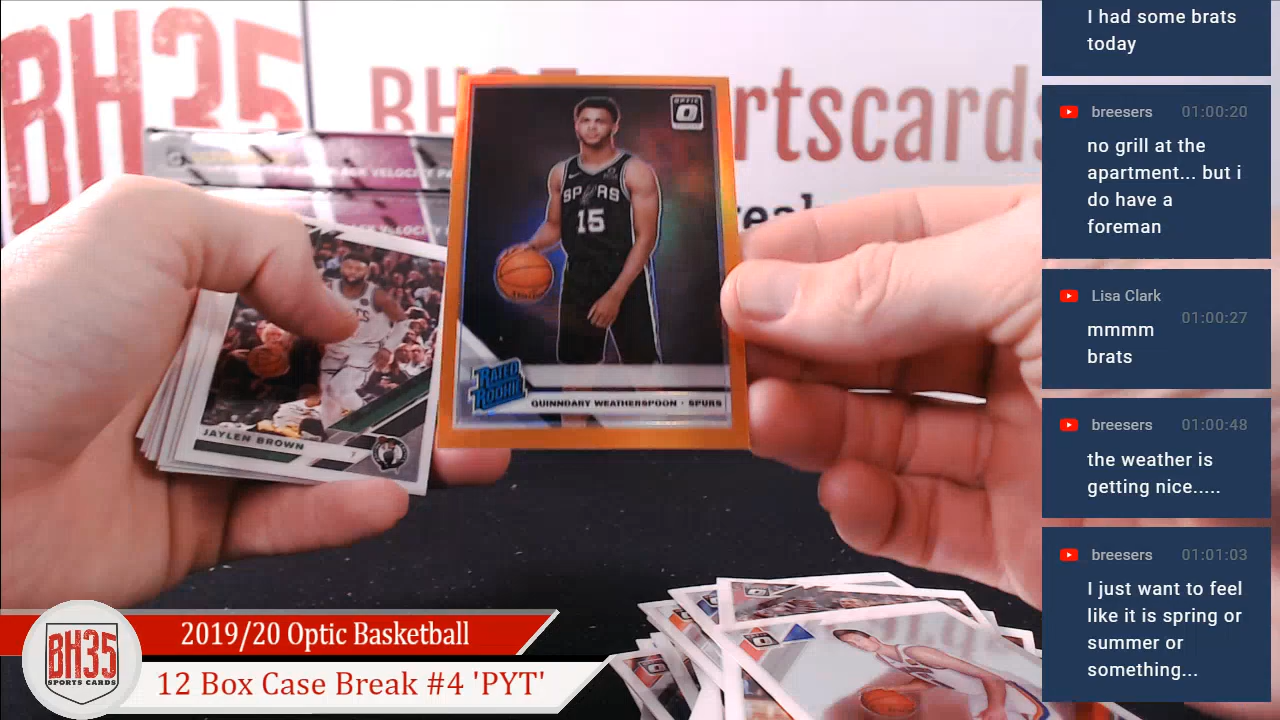 BH35
BH35
rtscards
OPTIC
SPURS
15
RATED
ROOKIE
QUINNDARY WEATHERSPOON · SPURS
JAYLEN BROWN
BH35
SPORTS CARDS
2019/20 Optic Basketball
12 Box Case Break #4 'PYT'
I had some brats
today
breesers 01:00:20
no grill at the
apartment... but i
do have a
foreman
Lisa Clark
01:00:27
mmmm
brats
breesers 01:00:48
the weather is
getting nice.....
breesers 01:01:03
I just want to feel
like it is spring or
summer or
something...